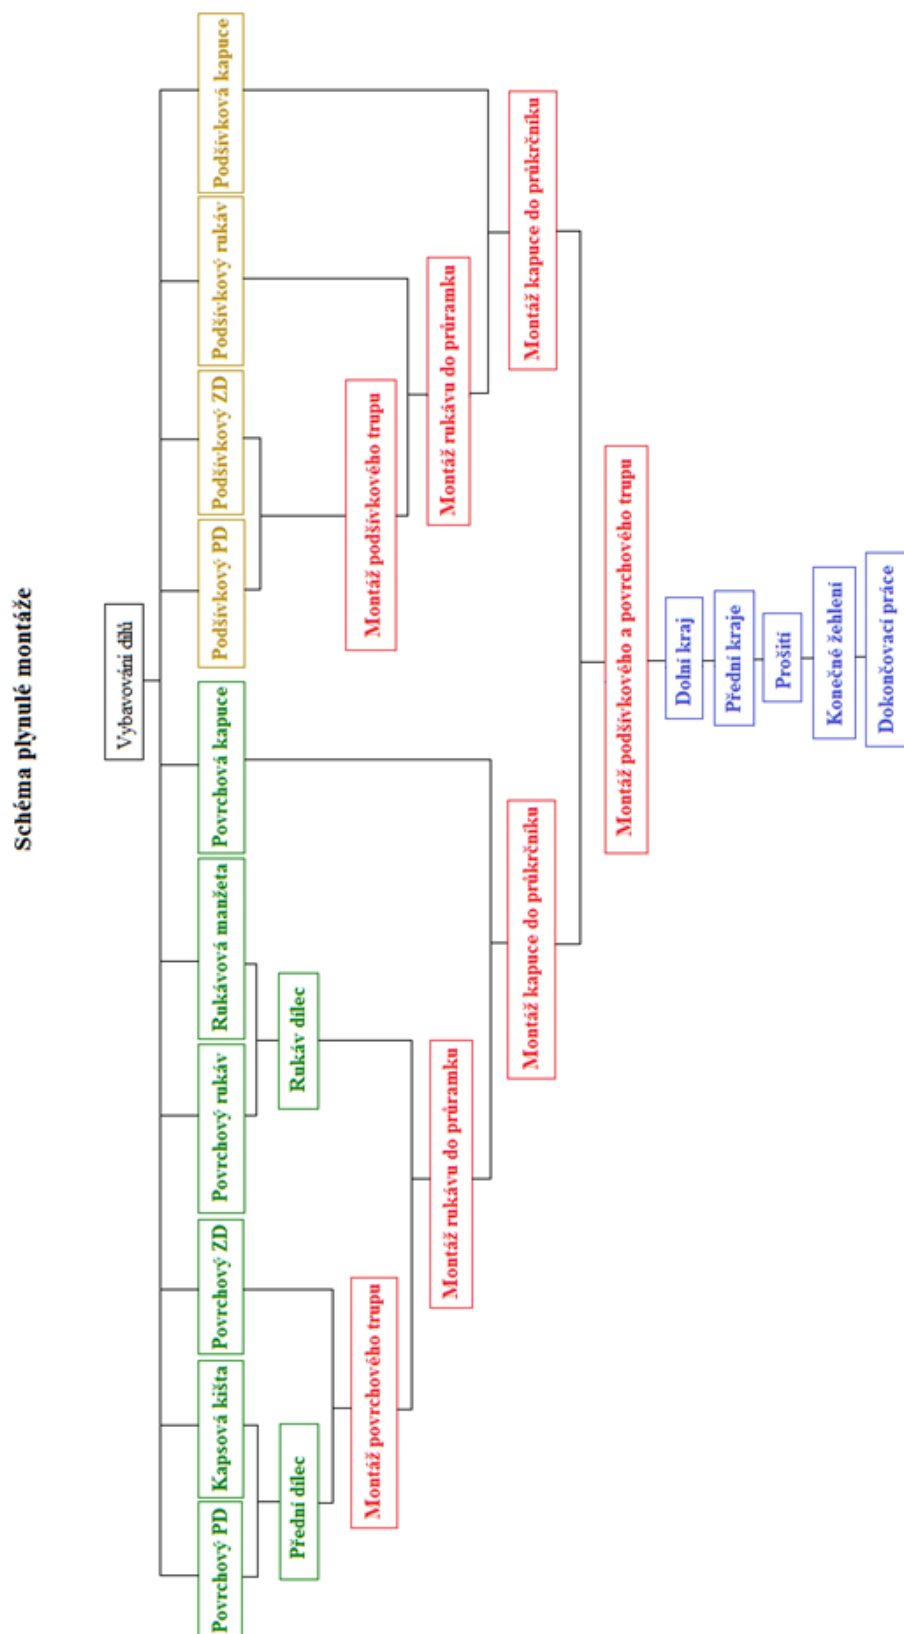 Schéma plynulé montáže
Vybavování dílů
Povrchový PD
Kapsová kišta
Povrchový ZD
Povrchový rukáv
Rukávová manžeta
Povrchová kapuce
Podšívkový PD
Podšívkový ZD
Podšívkový rukáv
Podšívková kapuce
Přední dílec
Rukáv dílec
Montáž povrchového trupu
Montáž podšívkového trupu
Montáž rukávu do průramku
Montáž rukávu do průramku
Montáž kapuce do průkrčníku
Montáž kapuce do průkrčníku
Montáž podšívkového a povrchového trupu
Dolní kraj
Přední kraje
Prošití
Konečné žehlení
Dokončovací práce